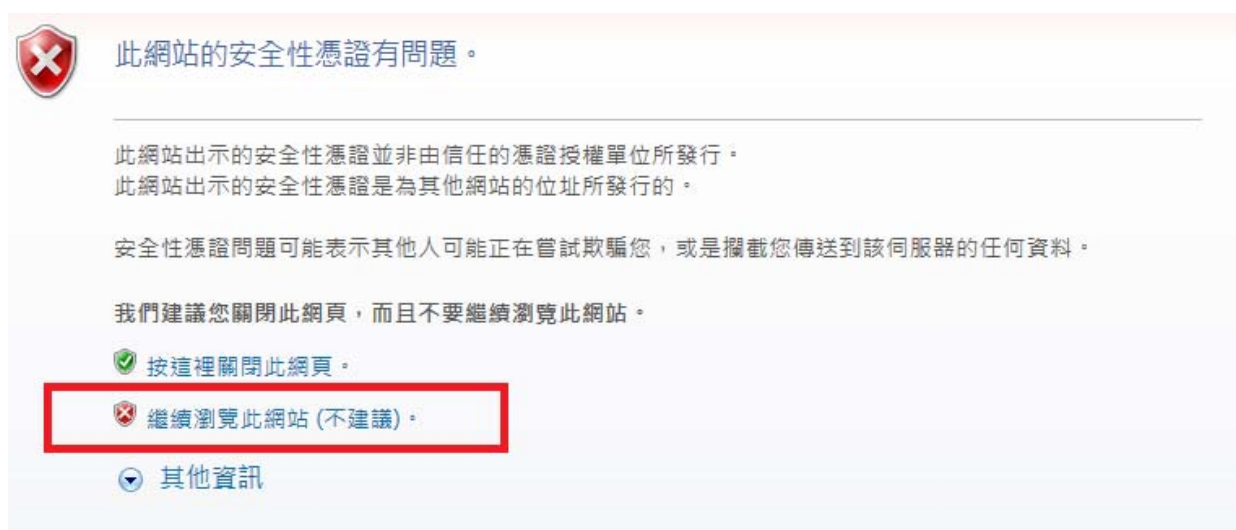 此網站的安全性憑證有問題。
此網站出示的安全性憑證並非由信任的憑證授權單位所發行。
此網站出示的安全性憑證是為其他網站的位址所發行的。
安全性憑證問題可能表示其他人可能正在嘗試欺騙您，或是攔截您傳送到該伺服器的任何資料。
我們建議您關閉此網頁，而且不要繼續瀏覽此網站。
按這裡關閉此網頁。
繼續瀏覽此網站 (不建議)。
其他資訊